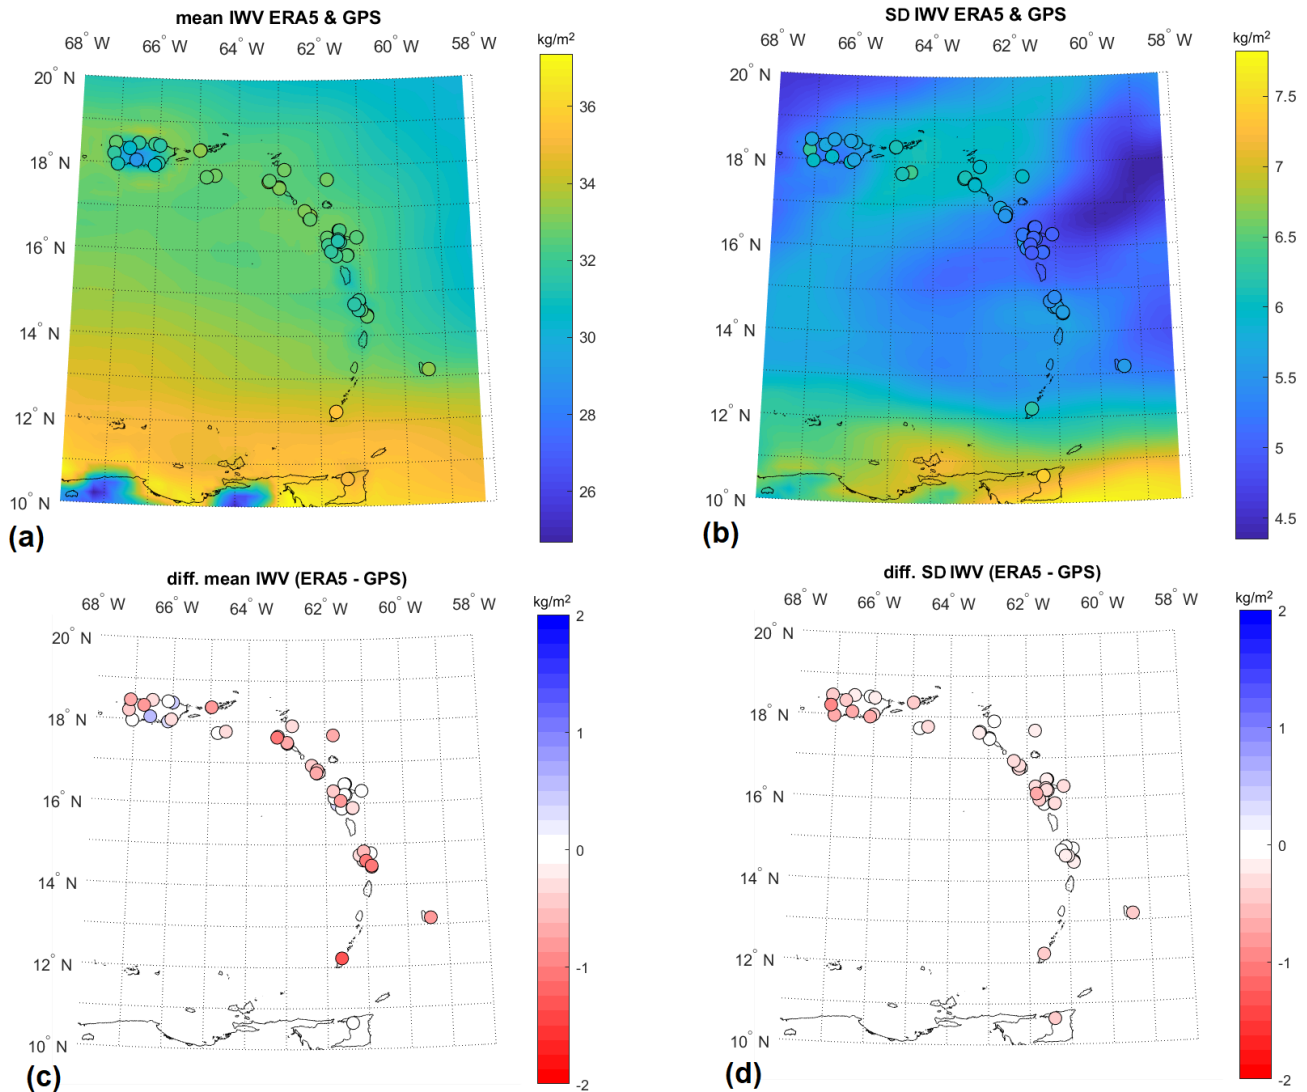 mean IWV ERA5 & GPS
68° W 66° W 64° W 62° W 60° W 58° W
kg/m²
20° N
18° N
16° N
14° N
12° N
10° N
36
34
32
30
28
26
(a)
SD IWV ERA5 & GPS
68° W 66° W 64° W 62° W 60° W 58° W
kg/m²
20° N
18° N
16° N
14° N
12° N
10° N
7.5
7
6.5
6
5.5
5
4.5
(b)
diff. mean IWV (ERA5 - GPS)
68° W 66° W 64° W 62° W 60° W 58° W
kg/m²
20° N
18° N
16° N
14° N
12° N
10° N
2
1
0
-1
-2
(c)
diff. SD IWV (ERA5 - GPS)
68° W 66° W 64° W 62° W 60° W 58° W
kg/m²
20° N
18° N
16° N
14° N
12° N
10° N
2
1
0
-1
-2
(d)